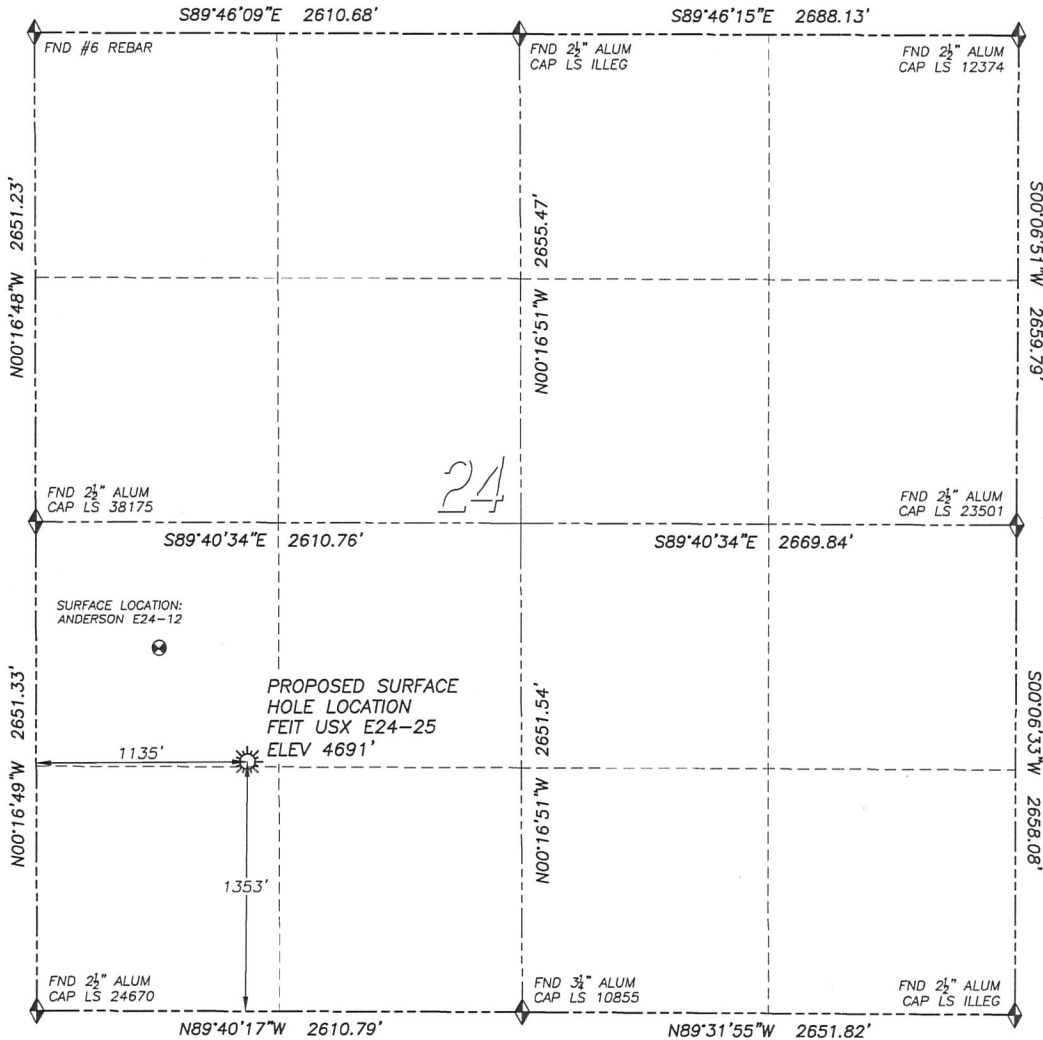 S89°46'09"E 2610.68'
S89°46'15"E 2688.13'
FND #6 REBAR
FND 2½" ALUM
CAP LS ILLEG
FND 2½" ALUM
CAP LS 12374
N00°16'48"W 2651.23'
N00°16'51"W 2655.47'
S00°06'51"W 2659.79'
24
FND 2½" ALUM
CAP LS 38175
FND 2½" ALUM
CAP LS 23501
S89°40'34"E 2610.76'
S89°40'34"E 2669.84'
SURFACE LOCATION:
ANDERSON E24-12
PROPOSED SURFACE
HOLE LOCATION
FEIT USX E24-25
ELEV 4691'
1135'
N00°16'49"W 2651.33'
N00°16'51"W 2651.54'
S00°06'33"W 2658.08'
1353'
FND 2½" ALUM
CAP LS 24670
FND 3¼" ALUM
CAP LS 10855
FND 2½" ALUM
CAP LS ILLEG
N89°40'17"W 2610.79'
N89°31'55"W 2651.82'